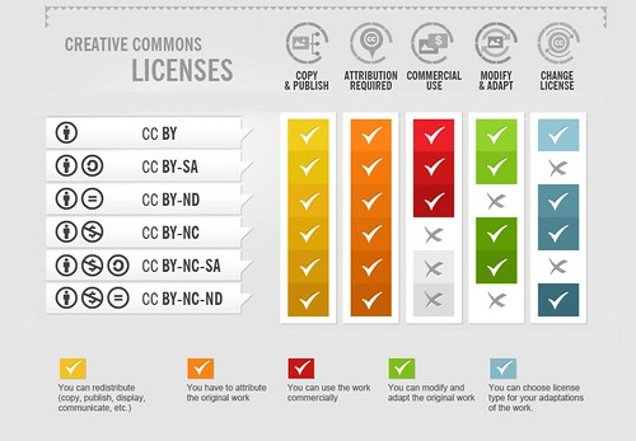 CREATIVE COMMONS
LICENSES
COPY
& PUBLISH
ATTRIBUTION
REQUIRED
COMMERCIAL
USE
MODIFY
& ADAPT
CHANGE
LICENSE
CC BY
CC BY-SA
CC BY-ND
CC BY-NC
CC BY-NC-SA
CC BY-NC-ND
You can redistribute
(copy, publish, display,
communicate, etc.)
You have to attribute
the original work
You can use the work
commercially
You can modify and
adapt the original work
You can choose license
type for your adaptations
of the work.